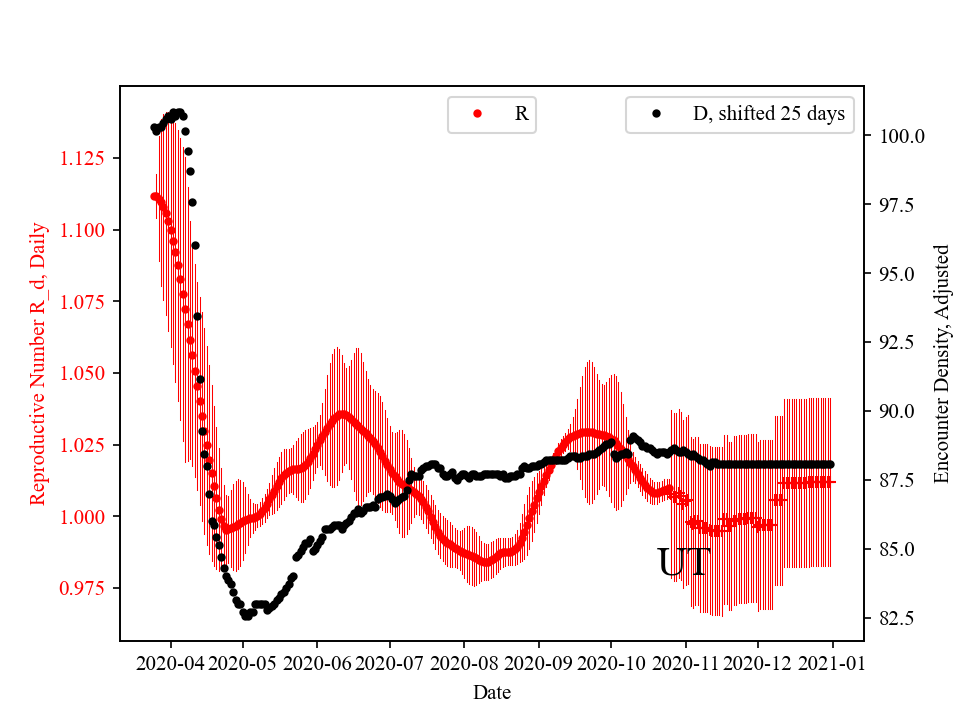 R
D, shifted 25 days
Reproductive Number R_d, Daily
1.125
1.100
1.075
1.050
1.025
1.000
0.975
100.0
97.5
95.0
92.5
90.0
87.5
85.0
82.5
Encounter Density, Adjusted
UT
2020-04 2020-05 2020-06 2020-07 2020-08 2020-09 2020-10 2020-11 2020-12 2021-01
Date